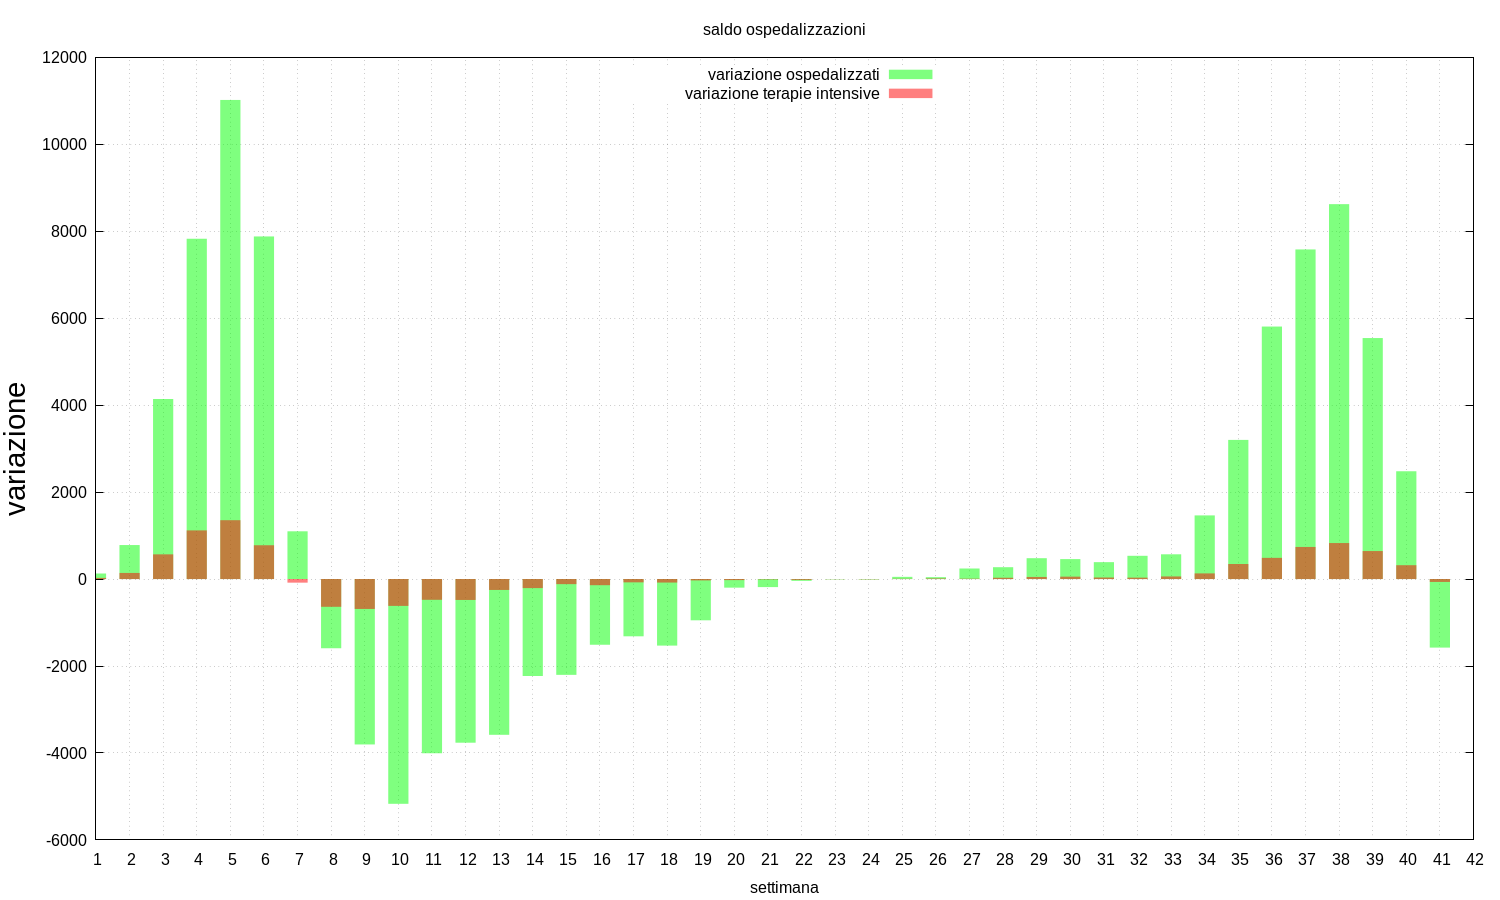 saldo ospedalizzazioni
variazione ospedalizzati
variazione terapie intensive
12000
10000
8000
6000
4000
2000
0
-2000
-4000
-6000
variazione
1 2 3 4 5 6 7 8 9 10 11 12 13 14 15 16 17 18 19 20 21 22 23 24 25 26 27 28 29 30 31 32 33 34 35 36 37 38 39 40 41 42
settimana